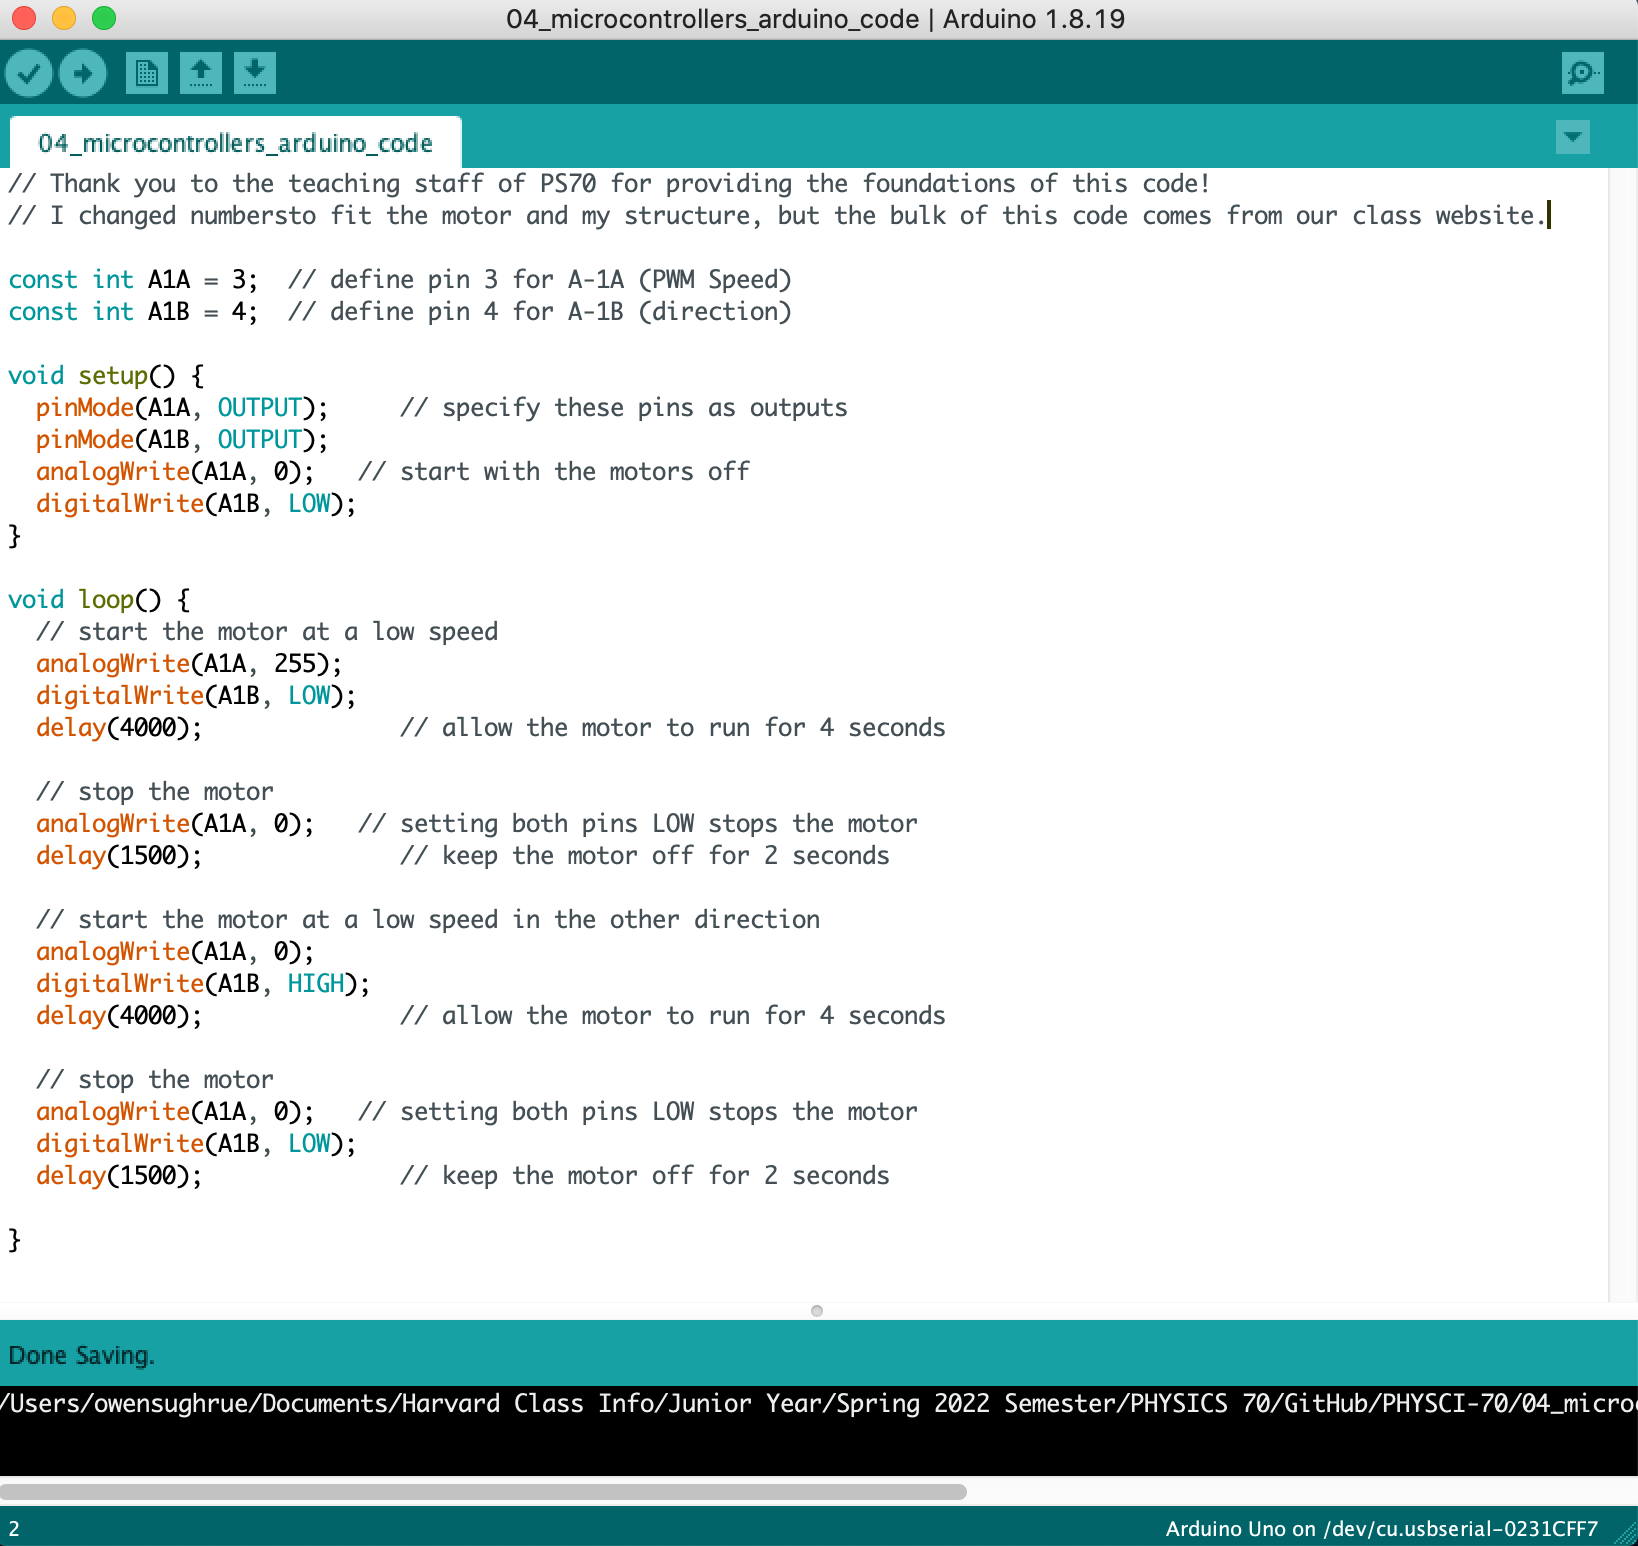 04_microcontrollers_arduino_code | Arduino 1.8.19
04_microcontrollers_arduino_code
// Thank you to the teaching staff of PS70 for providing the foundations of this code!
// I changed numbersto fit the motor and my structure, but the bulk of this code comes from our class website.
const int A1A = 3;  // define pin 3 for A-1A (PWM Speed)
const int A1B = 4;  // define pin 4 for A-1B (direction)
void setup() {
  pinMode(A1A, OUTPUT);     // specify these pins as outputs
  pinMode(A1B, OUTPUT);
  analogWrite(A1A, 0);   // start with the motors off
  digitalWrite(A1B, LOW);
}
void loop() {
  // start the motor at a low speed
  analogWrite(A1A, 255);
  digitalWrite(A1B, LOW);
  delay(4000);              // allow the motor to run for 4 seconds
  // stop the motor
  analogWrite(A1A, 0);   // setting both pins LOW stops the motor
  delay(1500);              // keep the motor off for 2 seconds
  // start the motor at a low speed in the other direction
  analogWrite(A1A, 0);
  digitalWrite(A1B, HIGH);
  delay(4000);              // allow the motor to run for 4 seconds
  // stop the motor
  analogWrite(A1A, 0);   // setting both pins LOW stops the motor
  digitalWrite(A1B, LOW);
  delay(1500);              // keep the motor off for 2 seconds
}
Done Saving.
/Users/owensughrue/Documents/Harvard Class Info/Junior Year/Spring 2022 Semester/PHYSICS 70/GitHub/PHYSCI-70/04_micro
2
Arduino Uno on /dev/cu.usbserial-0231CFF7